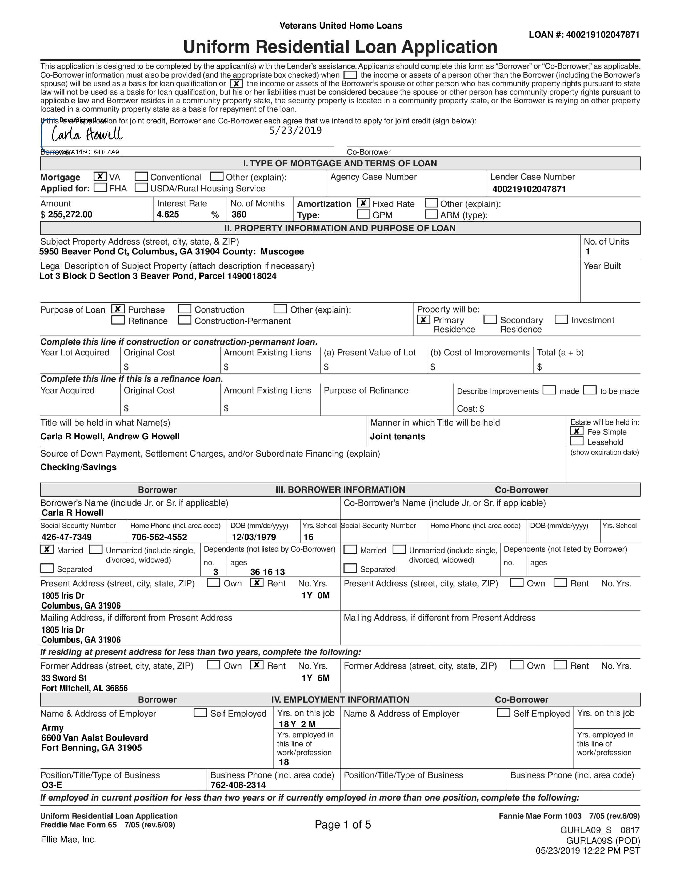 Veterans United Home Loans
LOAN #: 400219102047871
Uniform Residential Loan Application
This application is designed to be completed by the applicant(s) with the Lender's assistance. Applicants should complete this form as "Borrower" or "Co-Borrower," as applicable.
Co-Borrower information must also be provided (and the appropriate box checked) when the income or assets of a person other than the Borrower (including the Borrower's
spouse) will be used as a basis for loan qualification or X the income or assets of the Borrower's spouse or other person who has community property rights pursuant to state
law will not be used as a basis for loan qualification, but his or her liabilities must be considered because the spouse or other person has community property rights pursuant to
applicable law and Borrower resides in a community property state, the security property is located in a community property state, or the Borrower is relying on other property
located in a community property state as a basis for repayment of the loan.
If this is an application for joint credit, Borrower and Co-Borrower each agree that we intend to apply for joint credit (sign below):
Carla Howell 5/23/2019
Borrower Co-Borrower
I. TYPE OF MORTGAGE AND TERMS OF LOAN
Mortgage X VA Conventional Other (explain): Agency Case Number Lender Case Number
Applied for: FHA USDA/Rural Housing Service 400219102047871
Amount Interest Rate No. of Months Amortization X Fixed Rate Other (explain):
$ 255,272.00 4.625 % 360 Type: GPM ARM (type):
II. PROPERTY INFORMATION AND PURPOSE OF LOAN
Subject Property Address (street, city, state, & ZIP) No. of Units
5950 Beaver Pond Ct, Columbus, GA 31904 County: Muscogee 1
Legal Description of Subject Property (attach description if necessary) Year Built
Lot 3 Block D Section 3 Beaver Pond, Parcel 1490018024
Purpose of Loan X Purchase Construction Other (explain): Property will be:
Refinance Construction-Permanent X Primary Residence Secondary Residence Investment
Complete this line if construction or construction-permanent loan.
Year Lot Acquired Original Cost Amount Existing Liens (a) Present Value of Lot (b) Cost of Improvements Total (a + b)
$ $ $ $ $
Complete this line if this is a refinance loan.
Year Acquired Original Cost Amount Existing Liens Purpose of Refinance Describe Improvements made to be made
$ $ Cost: $
Title will be held in what Name(s) Manner in which Title will be held Estate will be held in:
Carla R Howell, Andrew G Howell Joint tenants X Fee Simple
Leasehold
Source of Down Payment, Settlement Charges, and/or Subordinate Financing (explain) (show expiration date)
Checking/Savings
Borrower III. BORROWER INFORMATION Co-Borrower
Borrower's Name (include Jr. or Sr. if applicable) Co-Borrower's Name (include Jr. or Sr. if applicable)
Carla R Howell
Social Security Number Home Phone (incl. area code) DOB (mm/dd/yyyy) Yrs. School Social Security Number Home Phone (incl. area code) DOB (mm/dd/yyyy) Yrs. School
426-47-7349 706-562-4552 12/03/1979 16
X Married Unmarried (include single, divorced, widowed) Dependents (not listed by Co-Borrower) Married Unmarried (include single, divorced, widowed) Dependents (not listed by Borrower)
Separated no. 3 ages 36 16 13 Separated no. ages
Present Address (street, city, state, ZIP) Own X Rent No. Yrs. Present Address (street, city, state, ZIP) Own Rent No. Yrs.
1805 Iris Dr 1Y 0M
Columbus, GA 31906
Mailing Address, if different from Present Address Mailing Address, if different from Present Address
1805 Iris Dr
Columbus, GA 31906
If residing at present address for less than two years, complete the following:
Former Address (street, city, state, ZIP) Own X Rent No. Yrs. Former Address (street, city, state, ZIP) Own Rent No. Yrs.
33 Sword St 1Y 6M
Fort Mitchell, AL 36856
Borrower IV. EMPLOYMENT INFORMATION Co-Borrower
Name & Address of Employer Self Employed Yrs. on this job Name & Address of Employer Self Employed Yrs. on this job
Army 18 Y 2 M
6600 Van Aalst Boulevard Yrs. employed in this line of work/profession Yrs. employed in this line of work/profession
Fort Benning, GA 31905
18
Position/Title/Type of Business Business Phone (incl. area code) Position/Title/Type of Business Business Phone (incl. area code)
O3-E 762-408-2314
If employed in current position for less than two years or if currently employed in more than one position, complete the following:
Uniform Residential Loan Application Fannie Mae Form 1003 7/05 (rev.6/09)
Freddie Mac Form 65 7/05 (rev.6/09) Page 1 of 5
GURLA09_S 0817
Ellie Mae, Inc. GURLA09S (POD)
05/23/2019 12:22 PM PST